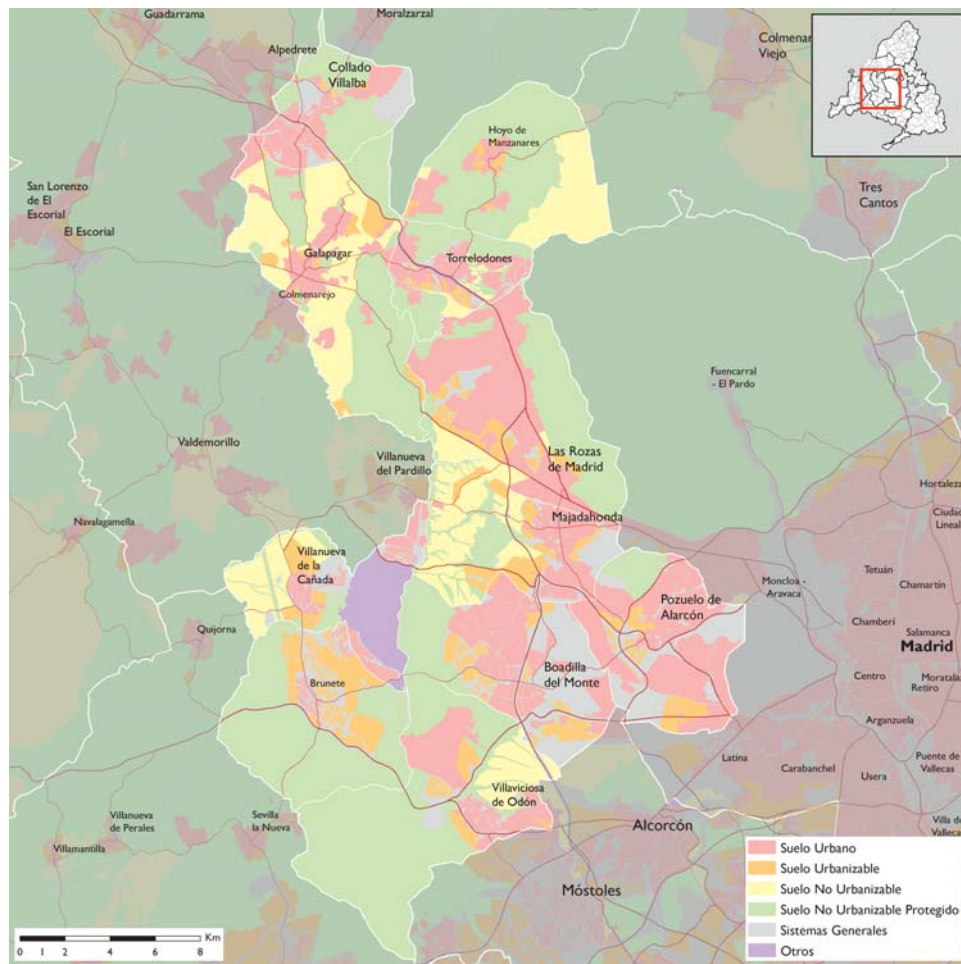 Guadarrama
Moralzarzal
Alpedrete
Collado
Villalba
Colmenar
Viejo
Hoyo de
Manzanares
San Lorenzo
de El
Escorial
Tres
Cantos
El Escorial
Galapagar
Torrelodones
Colmenarejo
Fuencarral
- El Pardo
Valdemorillo
Villanueva
del Pardillo
Las Rozas
de Madrid
Hortaleza
Navalagamella
Majadahonda
Ciudad
Lineal
Villanueva
de la
Cañada
Tetuán
Moncloa -
Aravaca
Chamartín
Pozuelo de
Alarcón
Quijorna
Chamberí
Salamanca
Madrid
Boadilla
del Monte
Centro
Moratalaz
Retiro
Brunete
Arganzuela
Latina
Carabanchel
Usera
Puente de
Vallecas
Villaviciosa
de Odón
Villanueva
de Perales
Sevilla
la Nueva
Villamantilla
Alcorcón
Villa de
Vallecas
Móstoles
Suelo Urbano
Suelo Urbanizable
Suelo No Urbanizable
Suelo No Urbanizable Protegido
Sistemas Generales
Otros
Km
0 1 2 4 6 8